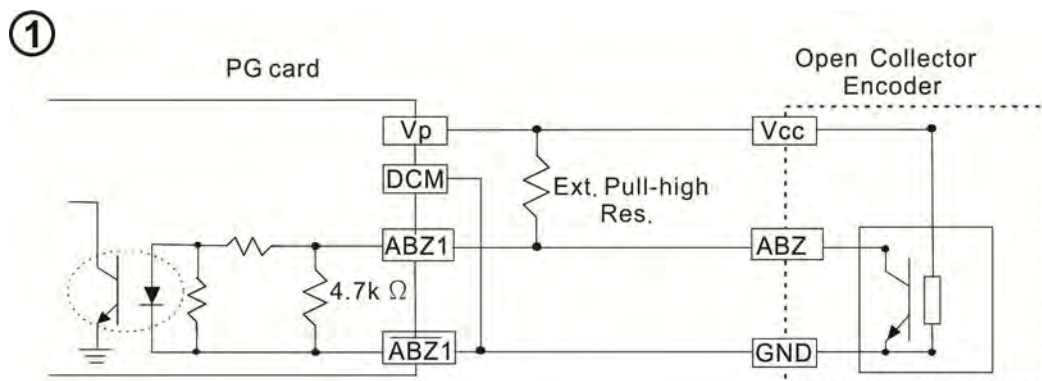 ①
PG card
Open Collector
Encoder
Vp
Vcc
DCM
Ext. Pull-high
Res.
ABZ1
ABZ
4.7k Ω
ABZ1
GND